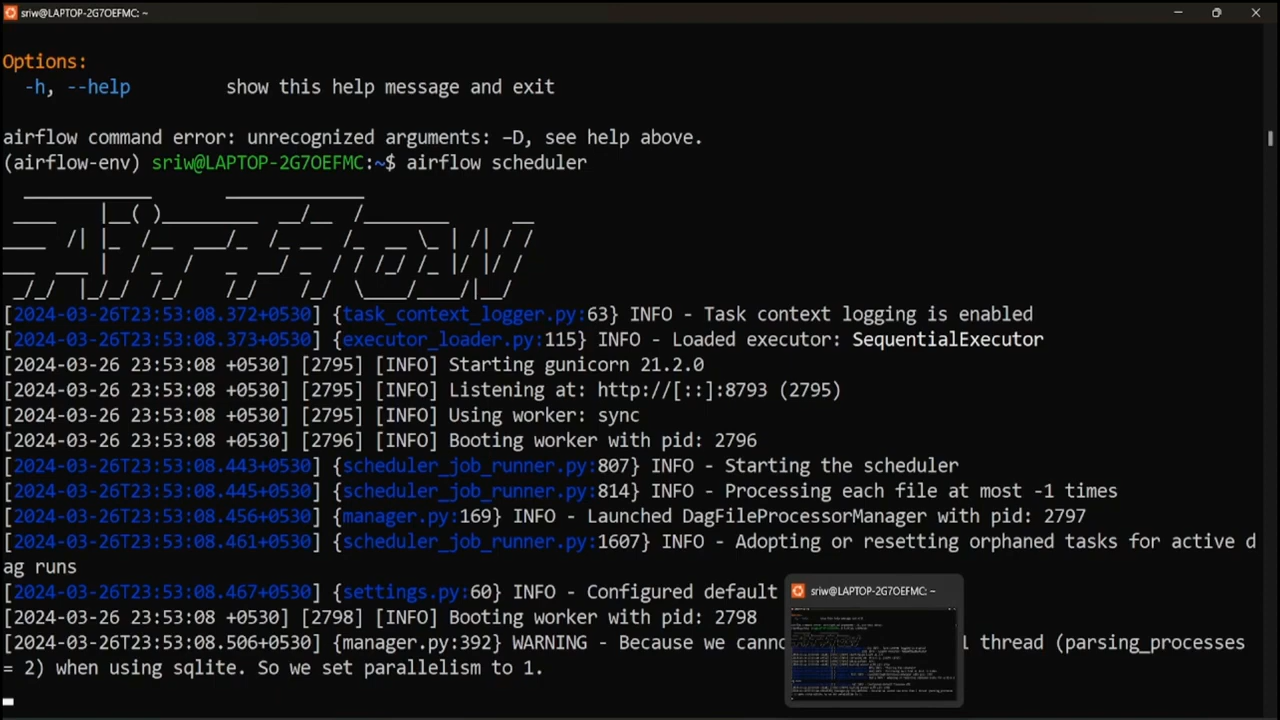 sriw@LAPTOP-2G7OEFMC: ~
Options:
-h, --help show this help message and exit
airflow command error: unrecognized arguments: –D, see help above.
(airflow-env) sriw@LAPTOP-2G7OEFMC:~$ airflow scheduler
[2024-03-26T23:53:08.372+0530] {task_context_logger.py:63} INFO - Task context logging is enabled
[2024-03-26T23:53:08.373+0530] {executor_loader.py:115} INFO - Loaded executor: SequentialExecutor
[2024-03-26 23:53:08 +0530] [2795] [INFO] Starting gunicorn 21.2.0
[2024-03-26 23:53:08 +0530] [2795] [INFO] Listening at: http://[::]:8793 (2795)
[2024-03-26 23:53:08 +0530] [2795] [INFO] Using worker: sync
[2024-03-26 23:53:08 +0530] [2796] [INFO] Booting worker with pid: 2796
[2024-03-26T23:53:08.443+0530] {scheduler_job_runner.py:807} INFO - Starting the scheduler
[2024-03-26T23:53:08.445+0530] {scheduler_job_runner.py:814} INFO - Processing each file at most -1 times
[2024-03-26T23:53:08.456+0530] {manager.py:169} INFO - Launched DagFileProcessorManager with pid: 2797
[2024-03-26T23:53:08.461+0530] {scheduler_job_runner.py:1607} INFO - Adopting or resetting orphaned tasks for active d
ag runs
[2024-03-26T23:53:08.467+0530] {settings.py:60} INFO - Configured default
sriw@LAPTOP-2G7OEFMC: ~
[2024-03-26 23:53:08 +0530] [2798] [INFO] Booting worker with pid: 2798
[2024-03-26T23:53:08.506+0530] {manager.py:392} WARNING - Because we thread (parsing_processes
= 2) when using sqlite. So we set parallelism to 1.